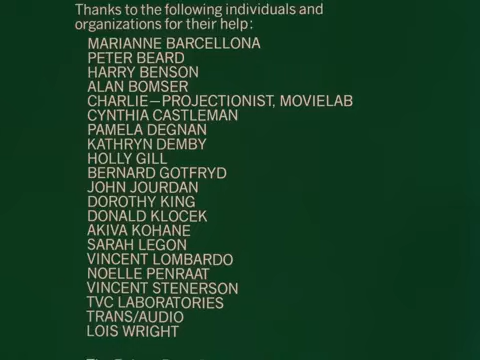 Thanks to the following individuals and
organizations for their help:
MARIANNE BARCELLONA
PETER BEARD
HARRY BENSON
ALAN BOMSER
CHARLIE—PROJECTIONIST, MOVIELAB
CYNTHIA CASTLEMAN
PAMELA DEGNAN
KATHRYN DEMBY
HOLLY GILL
BERNARD GOTFRYD
JOHN JOURDAN
DOROTHY KING
DONALD KLOCEK
AKIVA KOHANE
SARAH LEGON
VINCENT LOMBARDO
NOELLE PENRAAT
VINCENT STENERSON
TVC LABORATORIES
TRANS/AUDIO
LOIS WRIGHT